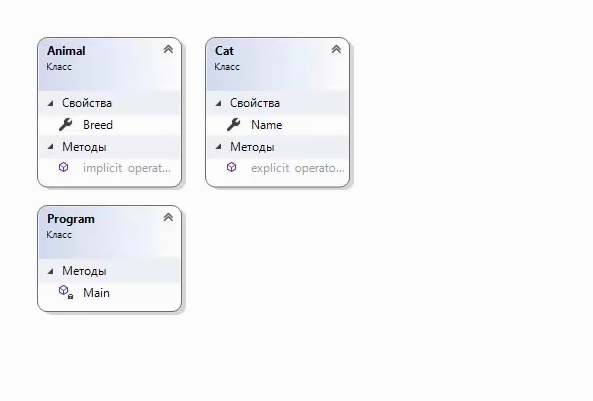 Animal
Класс
Свойства
Breed
Методы
implicit operat...
Cat
Класс
Свойства
Name
Методы
explicit operato...
Program
Класс
Методы
Main